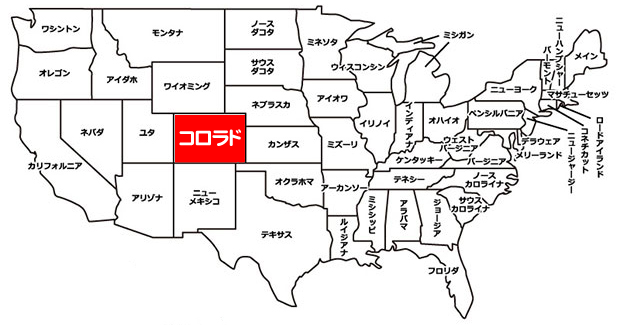 ワシントン
モンタナ
ノース
ダコタ
ミネソタ
ミシガン
ニューハンプシャー
バーモント
メイン
オレゴン
アイダホ
ワイオミング
サウス
ダコタ
ウィスコンシン
ニューヨーク
マサチューセッツ
ロードアイランド
コネチカット
ネバダ
ユタ
コロラド
ネブラスカ
アイオワ
イリノイ
インディアナ
オハイオ
ペンシルバニア
ニュージャージー
デラウェア
メリーランド
カリフォルニア
カンザス
ミズーリ
ケンタッキー
ウェスト
バージニア
バージニア
アリゾナ
ニュー
メキシコ
オクラホマ
アーカンソー
テネシー
ノース
カロライナ
サウス
カロライナ
テキサス
ルイジアナ
ミシシッピ
アラバマ
ジョージア
フロリダ